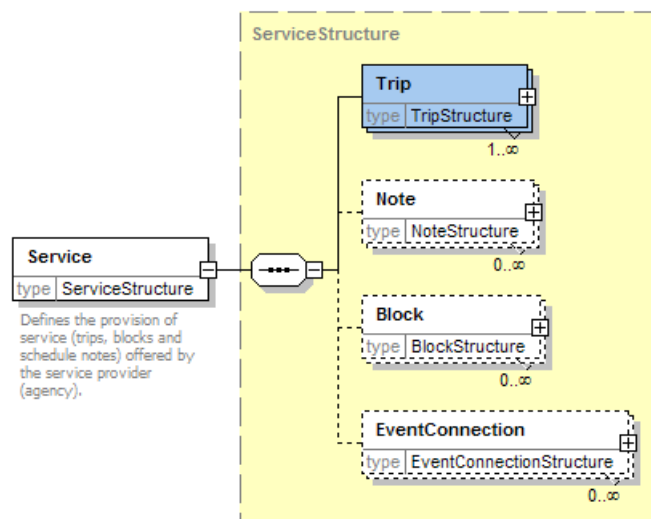 ServiceStructure
Trip
type TripStructure
1..∞
Note
type NoteStructure
0..∞
Service
type ServiceStructure
Defines the provision of
service (trips, blocks and
schedule notes) offered by
the service provider
(agency).
Block
type BlockStructure
0..∞
EventConnection
type EventConnectionStructure
0..∞